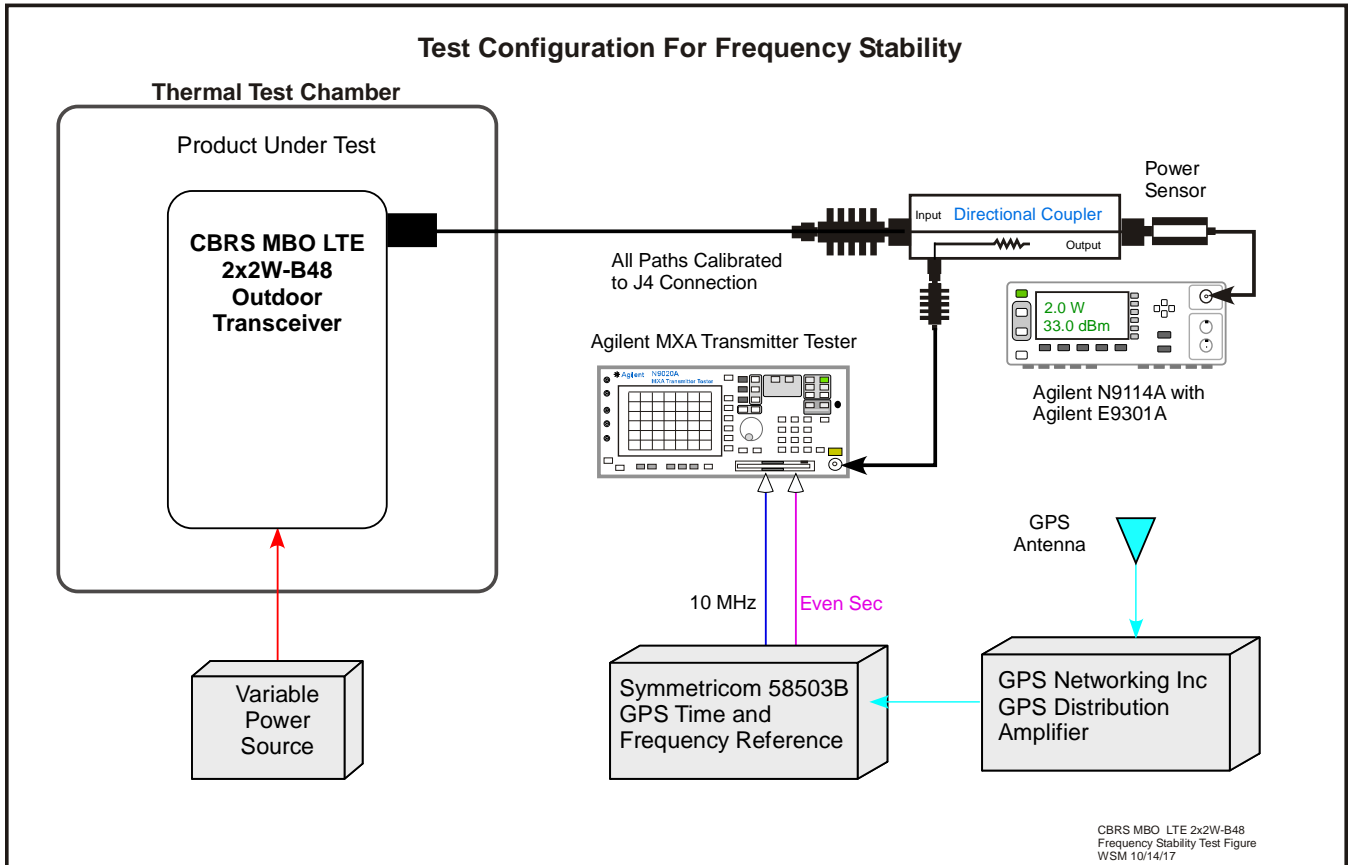 Test Configuration For Frequency Stability
Thermal Test Chamber
Product Under Test
CBRS MBO LTE
2x2W-B48
Outdoor
Transceiver
All Paths Calibrated
to J4 Connection
Input
Directional Coupler
Output
Power
Sensor
2.0 W
33.0 dBm
Agilent N9114A with
Agilent E9301A
Agilent MXA Transmitter Tester
Agilent N9020A
MXA Transmitter Tester
GPS
Antenna
10 MHz
Even Sec
Variable
Power
Source
Symmetricom 58503B
GPS Time and
Frequency Reference
GPS Networking Inc
GPS Distribution
Amplifier
CBRS MBO LTE 2x2W-B48
Frequency Stability Test Figure
WSM 10/14/17